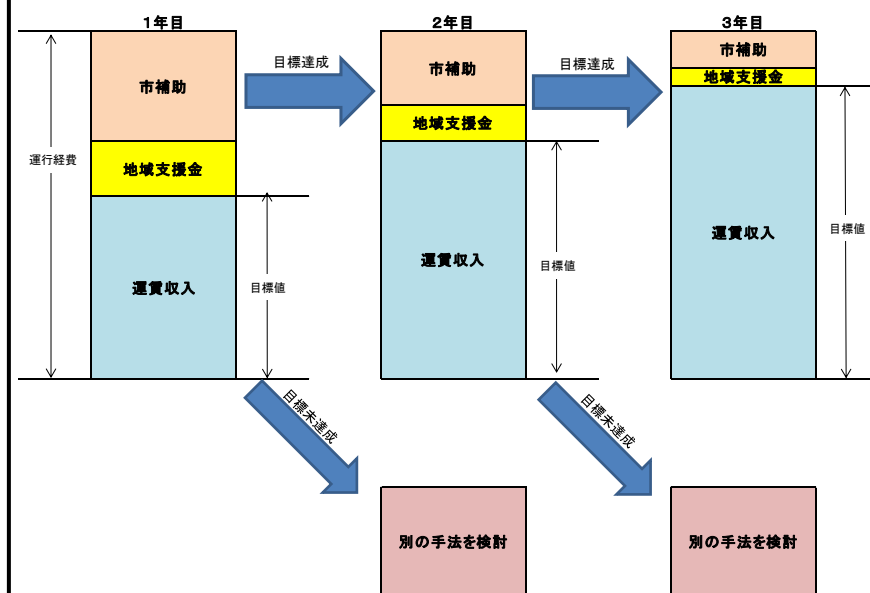 1年目
2年目
3年目
市補助
目標達成
市補助
目標達成
市補助
地域支援金
地域支援金
運行経費
地域支援金
運賃収入
目標値
運賃収入
目標値
運賃収入
目標値
目標未達成
目標未達成
別の手法を検討
別の手法を検討